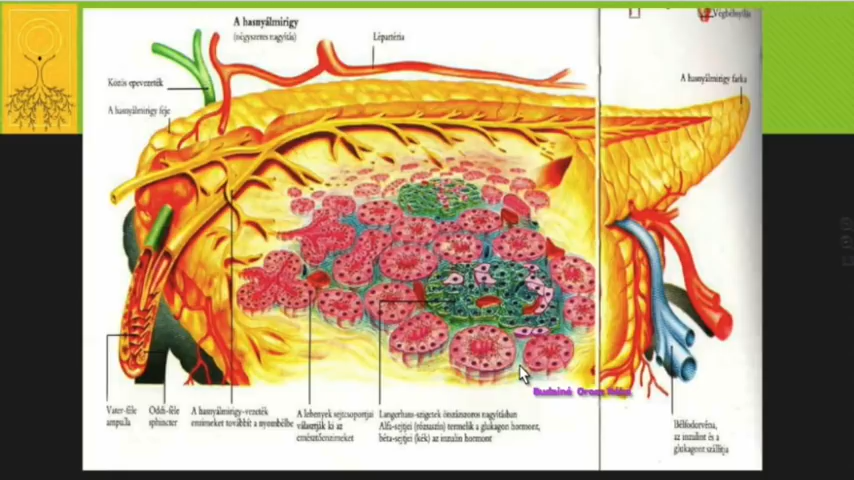 A hasnyálmirigy
(négyszeres nagyítás)
Végbélnyílás
Lépartéria
A hasnyálmirigy farka
Közös epevezeték
A hasnyálmirigy feje
Vater-féle
ampulla
Oddi-féle
sphincter
A hasnyálmirigy-vezeték
enzimeket továbbít a nyombélbe
A lebenyek sejtcsoportjai
választják ki az
emésztőenzimeket
Langerhans-szigetek önszázszoros nagyításban
Alfa-sejtjei (rózsaszín) termelik a glukagon hormont,
béta-sejtjei (kék) az inzulin hormont
Bélfodorvéna,
az inzulint és a
glukagont szállítja